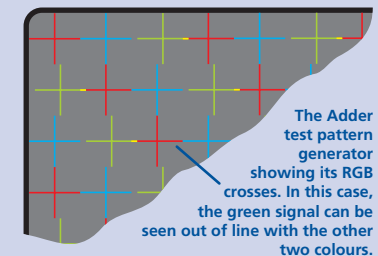 The Adder
test pattern
generator
showing its RGB
crosses. In this case,
the green signal can be
seen out of line with the other
two colours.